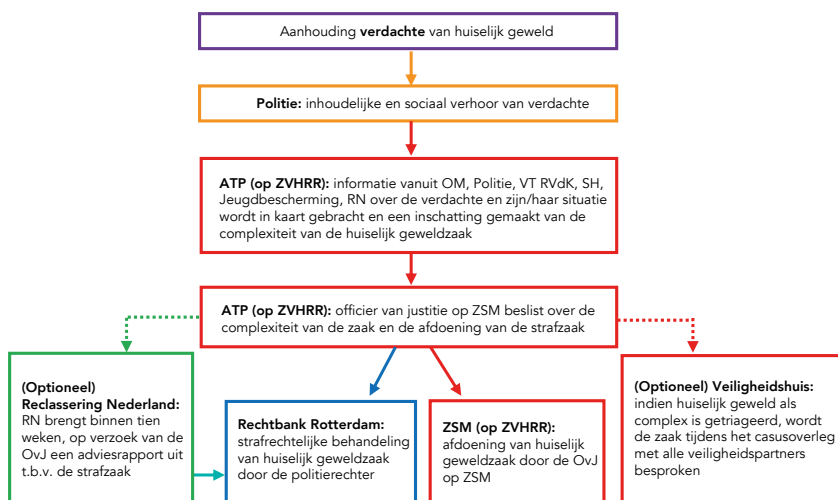 Aanhouding verdachte van huiselijk geweld
Politie: inhoudelijke en sociaal verhoor van verdachte
ATP (op ZVHRR): informatie vanuit OM, Politie, VT RVdK, SH,
Jeugdbescherming, RN over de verdachte en zijn/haar situatie
wordt in kaart gebracht en een inschatting gemaakt van de
complexiteit van de huiselijk geweldzaak
ATP (op ZVHRR): officier van justitie op ZSM beslist over de
complexiteit van de zaak en de afdoening van de strafzaak
(Optioneel)
Reclassering Nederland:
RN brengt binnen tien
weken, op verzoek van de
OvJ een adviesrapport uit
t.b.v. de strafzaak
Rechtbank Rotterdam:
strafrechtelijke behandeling
van huiselijk geweldzaak
door de politierechter
ZSM (op ZVHRR):
afdoening van huiselijk
geweldzaak door de OvJ
op ZSM
(Optioneel) Veiligheidshuis:
indien huiselijk geweld als
complex is getriageerd, wordt
de zaak tijdens het casusoverleg
met alle veiligheidspartners
besproken